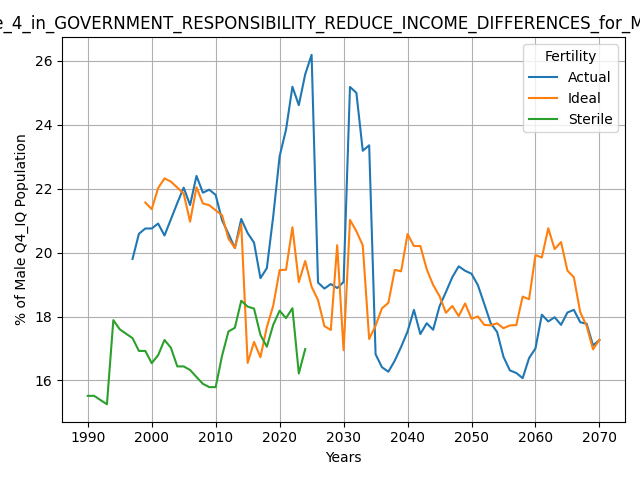 e_4_in_GOVERNMENT_RESPONSIBILITY_REDUCE_INCOME_DIFFERENCES_for_M
Fertility
Actual
Ideal
Sterile
% of Male Q4_IQ Population
26
24
22
20
18
16
1990 2000 2010 2020 2030 2040 2050 2060 2070
Years